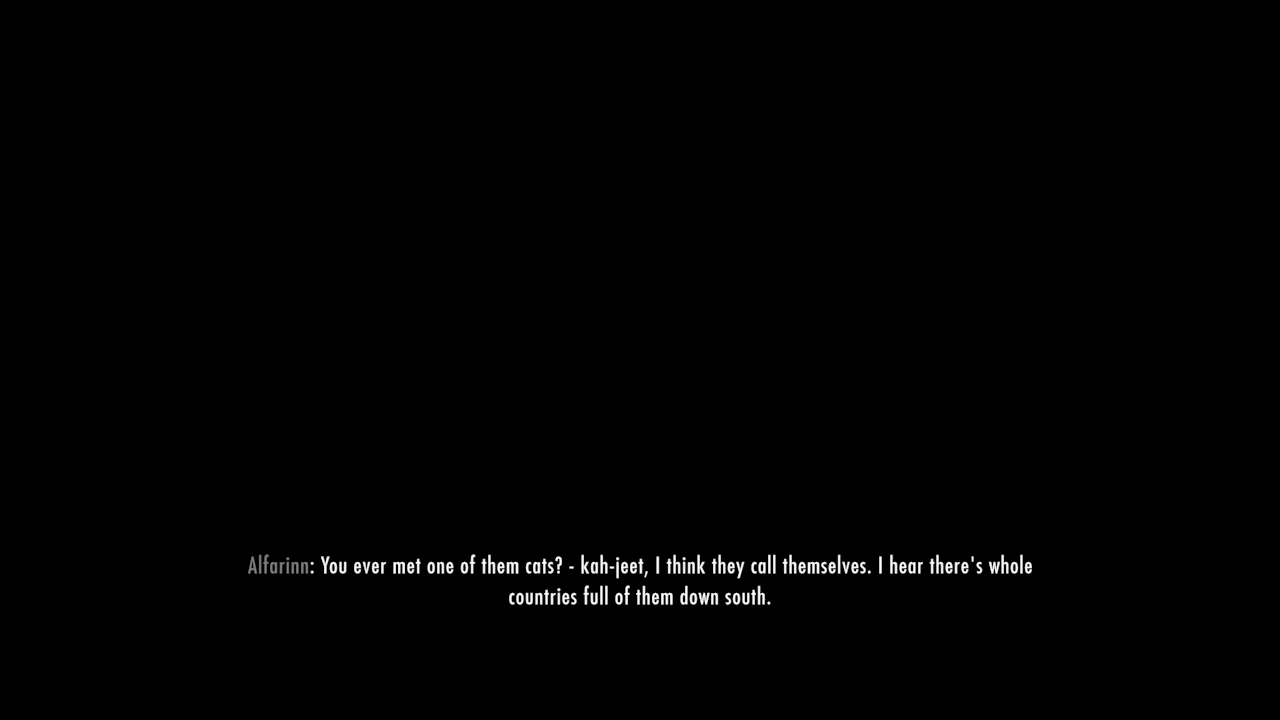 Alfarinn: You ever met one of them cats? - kah-jeet, I think they call themselves. I hear there's whole
countries full of them down south.